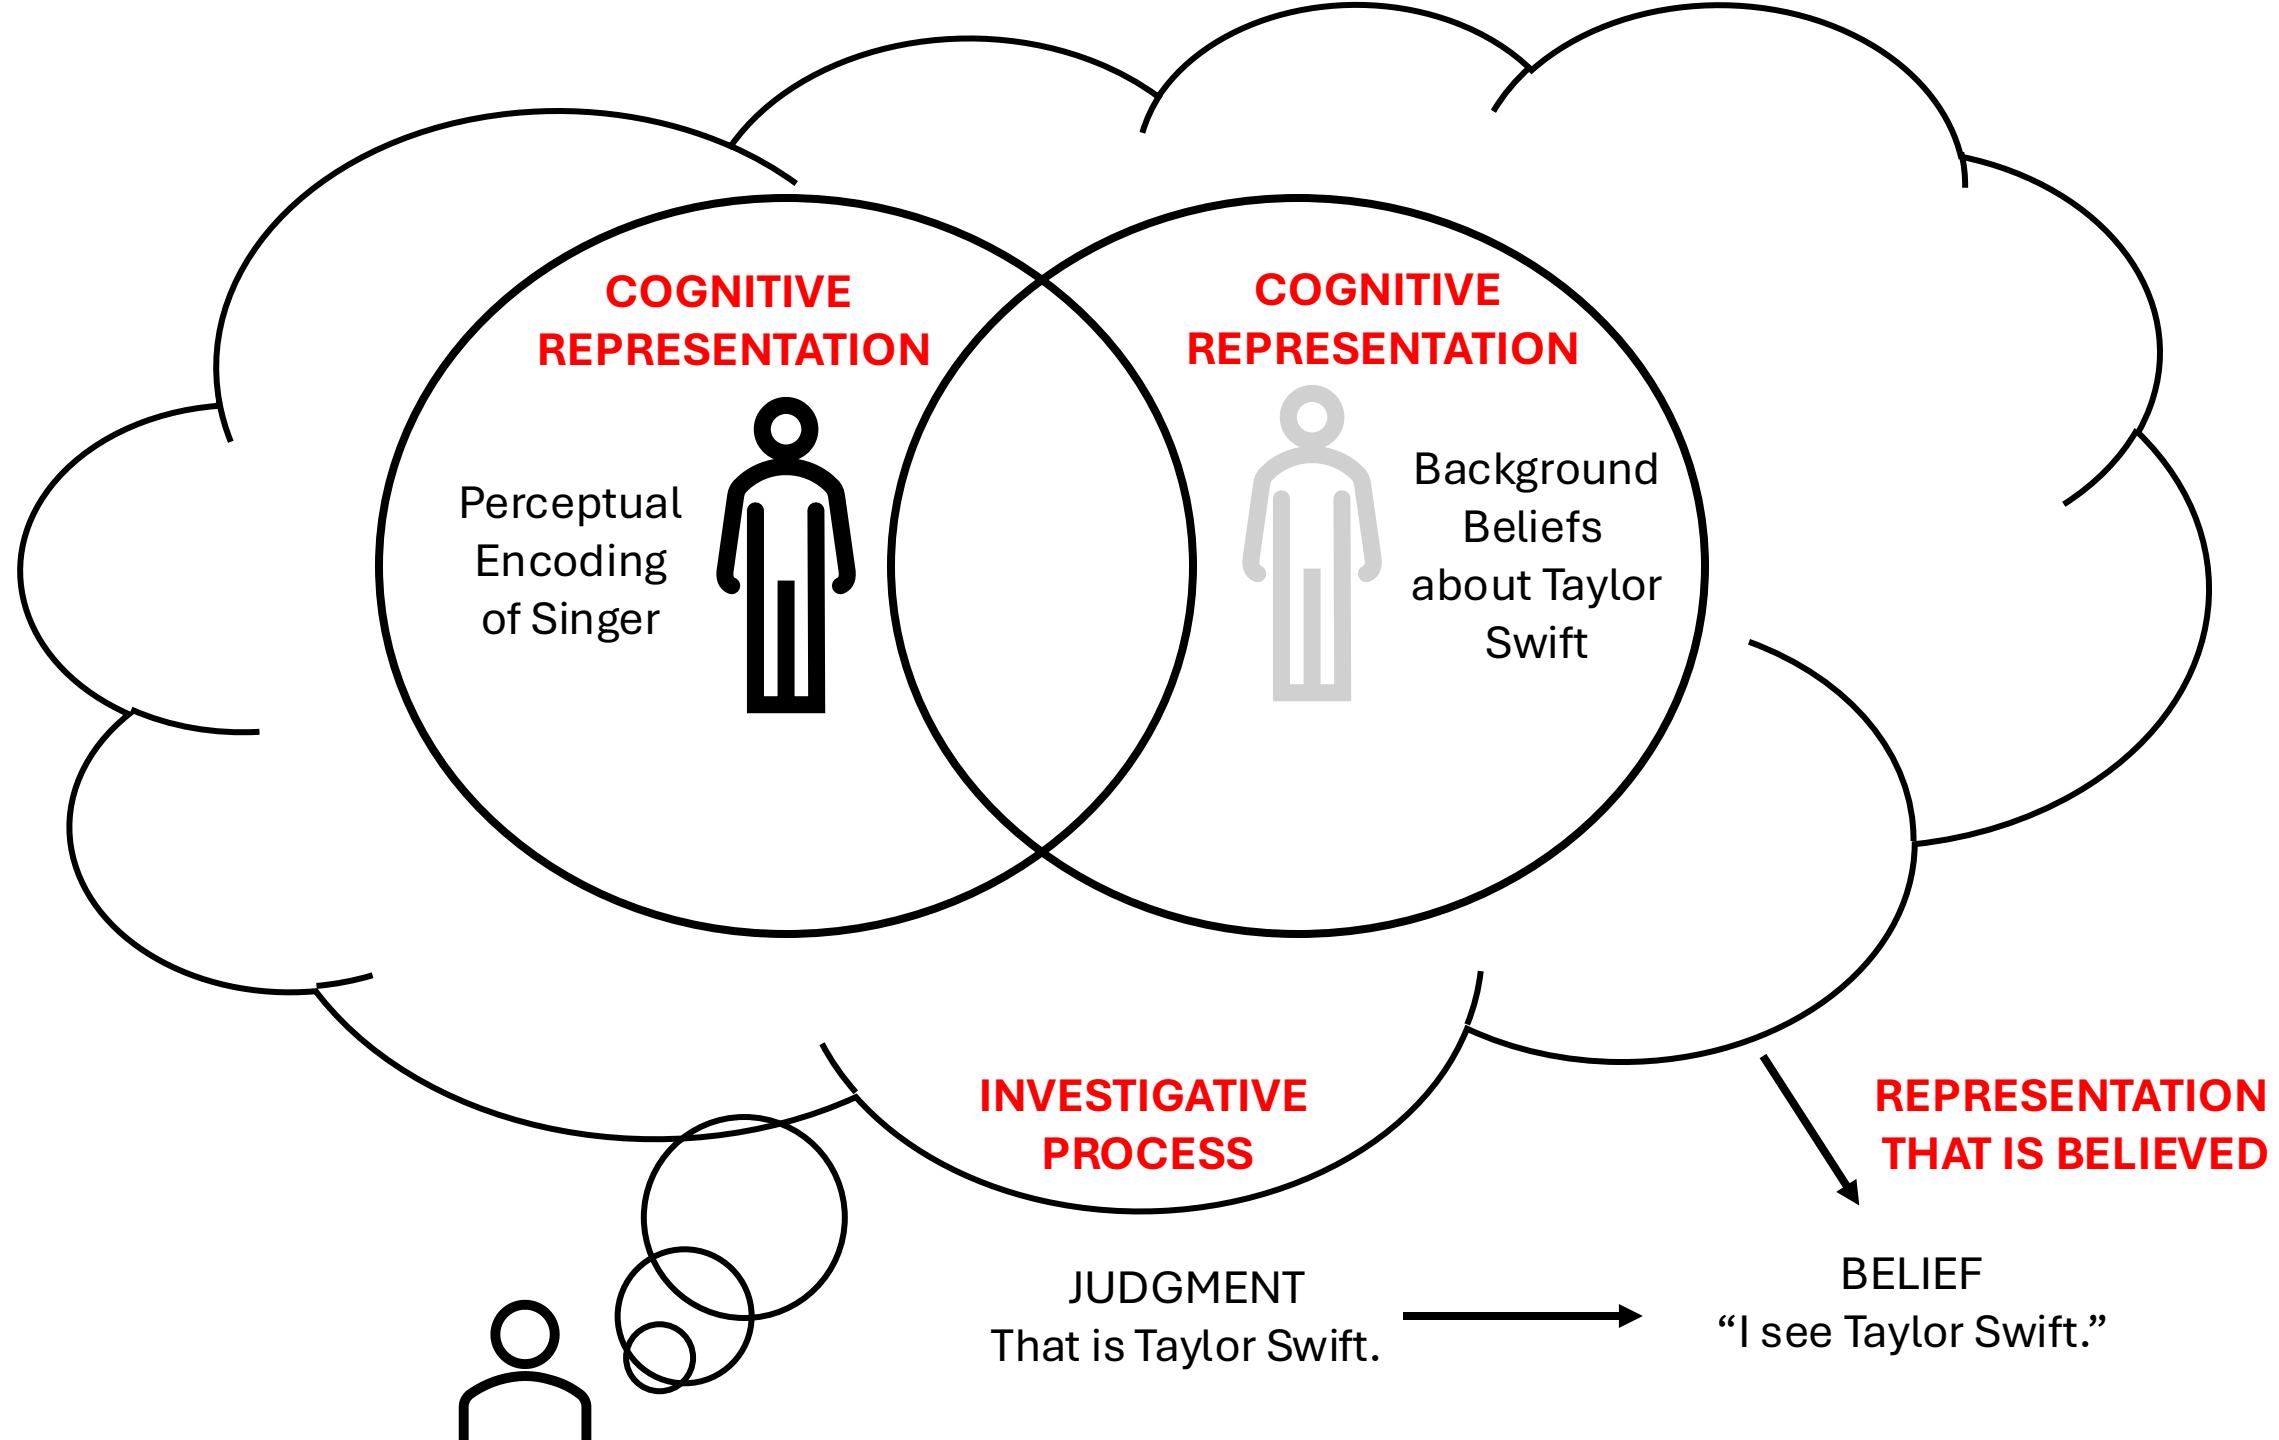 COGNITIVE
REPRESENTATION
Perceptual
Encoding
of Singer
COGNITIVE
REPRESENTATION
Background
Beliefs
about Taylor
Swift
INVESTIGATIVE
PROCESS
REPRESENTATION
THAT IS BELIEVED
JUDGMENT
That is Taylor Swift.
BELIEF
“I see Taylor Swift.”